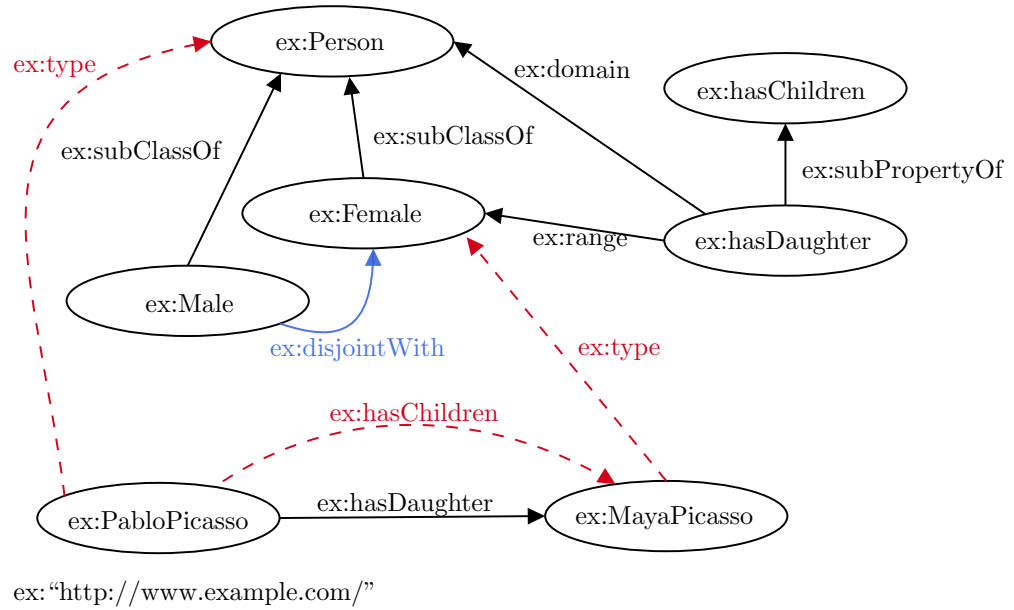 ex:Person
ex:type
ex:domain
ex:hasChildren
ex:subClassOf
ex:subClassOf
ex:subPropertyOf
ex:Female
ex:range
ex:hasDaughter
ex:Male
ex:disjointWith
ex:type
ex:hasChildren
ex:hasDaughter
ex:PabloPicasso
ex:MayaPicasso
ex:“http://www.example.com/”